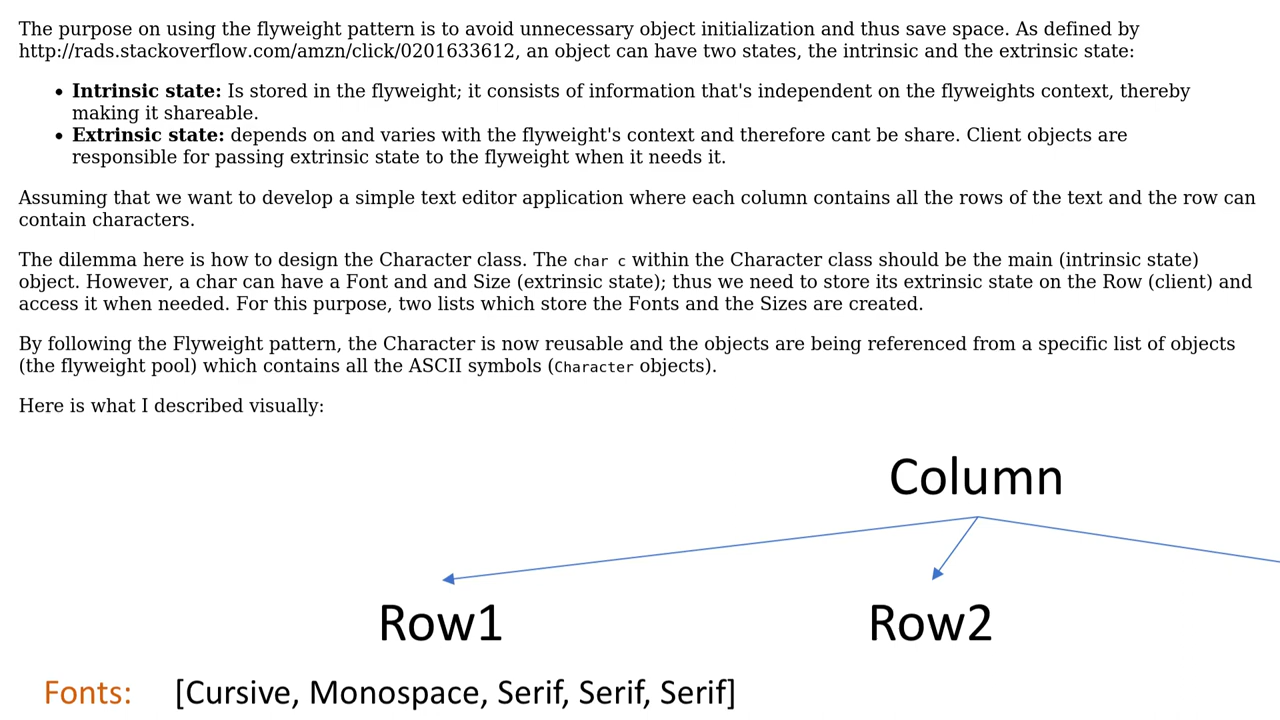 The purpose on using the flyweight pattern is to avoid unnecessary object initialization and thus save space. As defined by
http://rads.stackoverflow.com/amzn/click/0201633612, an object can have two states, the intrinsic and the extrinsic state:
• Intrinsic state: Is stored in the flyweight; it consists of information that's independent on the flyweights context, thereby
making it shareable.
• Extrinsic state: depends on and varies with the flyweight's context and therefore cant be share. Client objects are
responsible for passing extrinsic state to the flyweight when it needs it.
Assuming that we want to develop a simple text editor application where each column contains all the rows of the text and the row can
contain characters.
The dilemma here is how to design the Character class. The char c within the Character class should be the main (intrinsic state)
object. However, a char can have a Font and and Size (extrinsic state); thus we need to store its extrinsic state on the Row (client) and
access it when needed. For this purpose, two lists which store the Fonts and the Sizes are created.
By following the Flyweight pattern, the Character is now reusable and the objects are being referenced from a specific list of objects
(the flyweight pool) which contains all the ASCII symbols (Character objects).
Here is what I described visually:
Column
Row1 Row2
Fonts: [Cursive, Monospace, Serif, Serif, Serif]